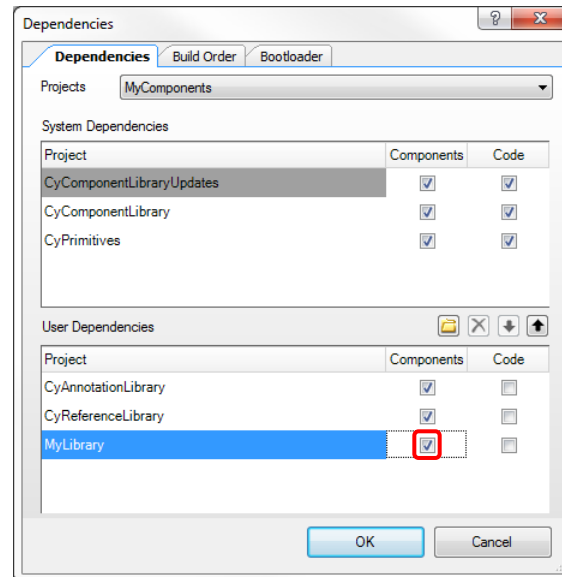 Dependencies
Dependencies Build Order Bootloader
Projects MyComponents
System Dependencies
Project Components Code
CyComponentLibraryUpdates
CyComponentLibrary
CyPrimitives
User Dependencies
Project Components Code
CyAnnotationLibrary
CyReferenceLibrary
MyLibrary
OK Cancel